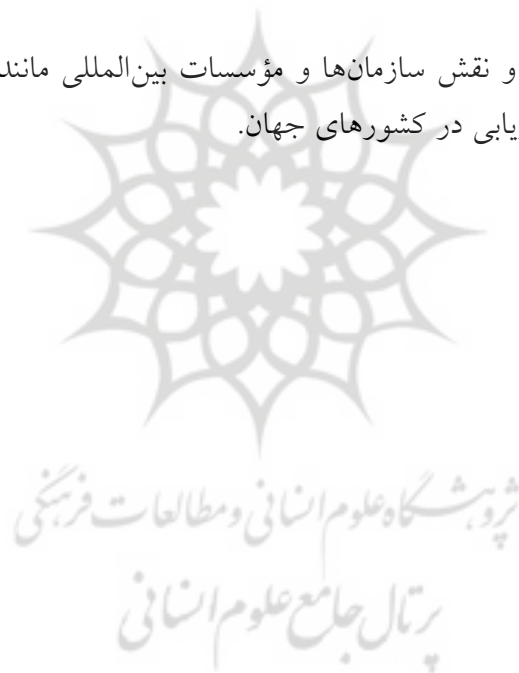 و نقش سازمان‌ها و مؤسسات بین‌المللی مانند
یابی در کشورهای جهان.
پژوهشگاه علوم انسانی و مطالعات فرهنگی
پرتال جامع علوم انسانی